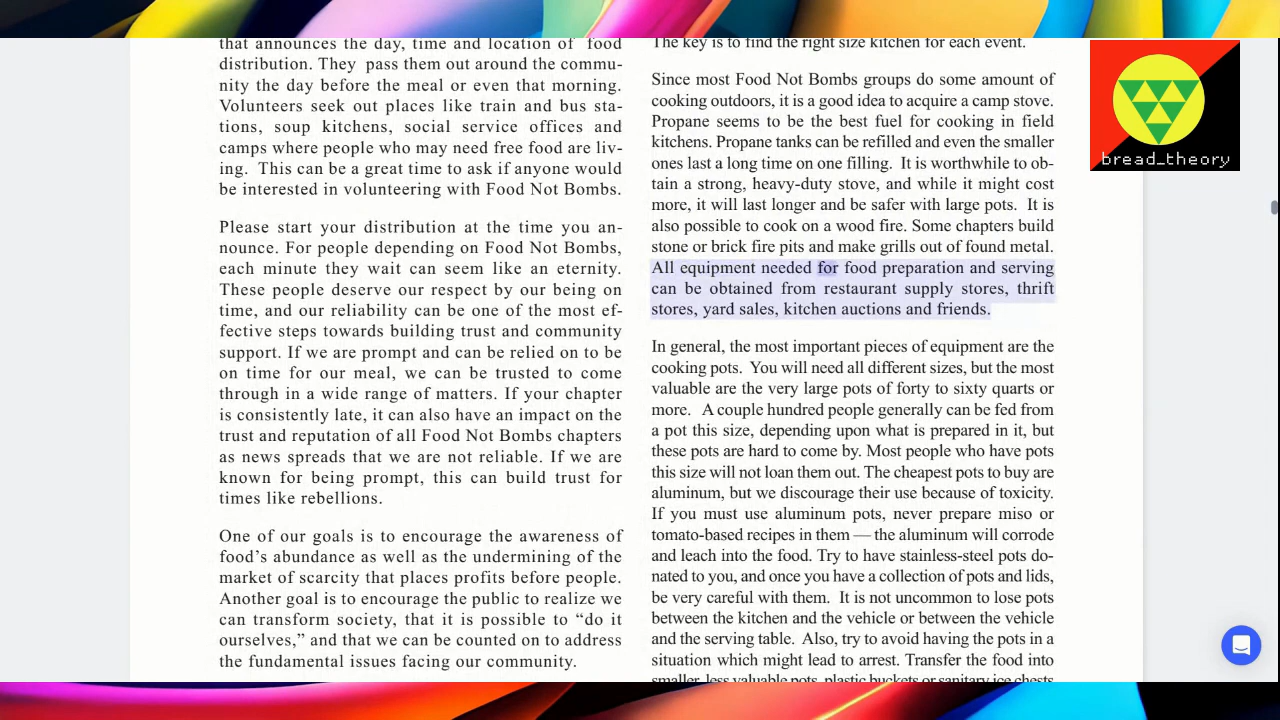 that announces the day, time and location of food
distribution. They pass them out around the commu-
nity the day before the meal or even that morning.
Volunteers seek out places like train and bus sta-
tions, soup kitchens, social service offices and
camps where people who may need free food are liv-
ing. This can be a great time to ask if anyone would
be interested in volunteering with Food Not Bombs.
Please start your distribution at the time you an-
nounce. For people depending on Food Not Bombs,
each minute they wait can seem like an eternity.
These people deserve our respect by our being on
time, and our reliability can be one of the most ef-
fective steps towards building trust and community
support. If we are prompt and can be relied on to be
on time for our meal, we can be trusted to come
through in a wide range of matters. If your chapter
is consistently late, it can also have an impact on the
trust and reputation of all Food Not Bombs chapters
as news spreads that we are not reliable. If we are
known for being prompt, this can build trust for
times like rebellions.
One of our goals is to encourage the awareness of
food's abundance as well as the undermining of the
market of scarcity that places profits before people.
Another goal is to encourage the public to realize we
can transform society, that it is possible to “do it
ourselves,” and that we can be counted on to address
the fundamental issues facing our community.
The key is to find the right size kitchen for each event.
Since most Food Not Bombs groups do some amount of
cooking outdoors, it is a good idea to acquire a camp stove.
Propane seems to be the best fuel for cooking in field
kitchens. Propane tanks can be refilled and even the smaller
ones last a long time on one filling. It is worthwhile to ob-
tain a strong, heavy-duty stove, and while it might cost
more, it will last longer and be safer with large pots. It is
also possible to cook on a wood fire. Some chapters build
stone or brick fire pits and make grills out of found metal.
All equipment needed for food preparation and serving
can be obtained from restaurant supply stores, thrift
stores, yard sales, kitchen auctions and friends.
In general, the most important pieces of equipment are the
cooking pots. You will need all different sizes, but the most
valuable are the very large pots of forty to sixty quarts or
more. A couple hundred people generally can be fed from
a pot this size, depending upon what is prepared in it, but
these pots are hard to come by. Most people who have pots
this size will not loan them out. The cheapest pots to buy are
aluminum, but we discourage their use because of toxicity.
If you must use aluminum pots, never prepare miso or
tomato-based recipes in them — the aluminum will corrode
and leach into the food. Try to have stainless-steel pots do-
nated to you, and once you have a collection of pots and lids,
be very careful with them. It is not uncommon to lose pots
between the kitchen and the vehicle or between the vehicle
and the serving table. Also, try to avoid having the pots in a
situation which might lead to arrest. Transfer the food into
smaller, less valuable pots, plastic buckets or sanitary ice chests
bread_theory